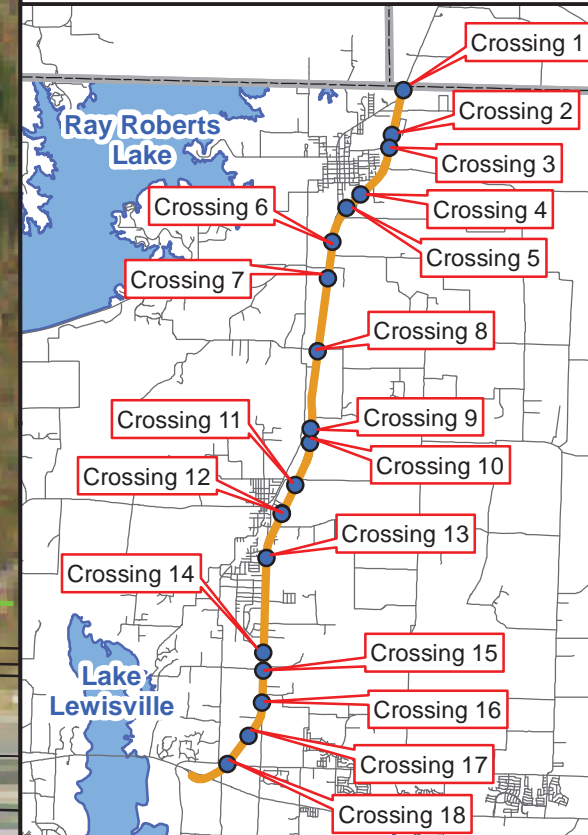 Crossing 1
Crossing 2
Ray Roberts
Lake
Crossing 3
Crossing 4
Crossing 6
Crossing 5
Crossing 7
Crossing 8
Crossing 11
Crossing 9
Crossing 10
Crossing 12
Crossing 13
Crossing 14
Crossing 15
Lake
Lewisville
Crossing 16
Crossing 17
Crossing 18